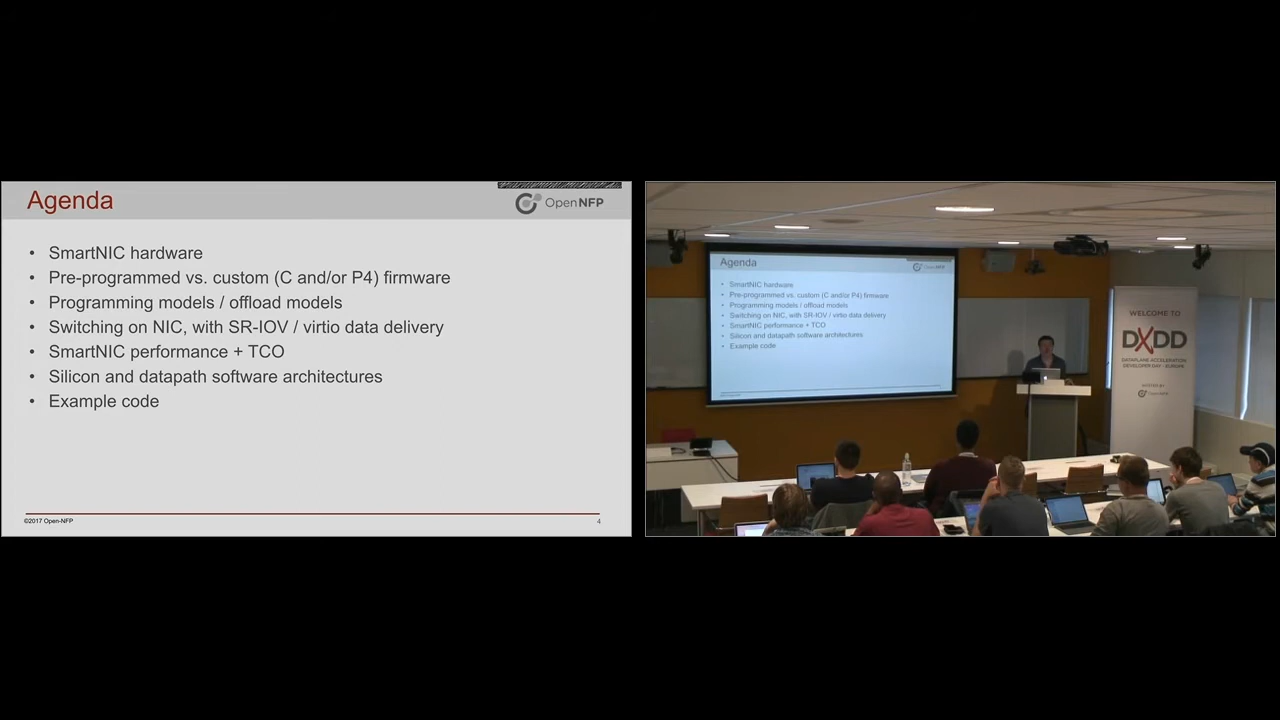 Agenda
OpenNFP
• SmartNIC hardware
• Pre-programmed vs. custom (C and/or P4) firmware
• Programming models / offload models
• Switching on NIC, with SR-IOV / virtio data delivery
• SmartNIC performance + TCO
• Silicon and datapath software architectures
• Example code
©2017 Open-NFP
4
Agenda
OpenNFP
• SmartNIC hardware
• Pre-programmed vs. custom (C and/or P4) firmware
• Programming models / offload models
• Switching on NIC, with SR-IOV / virtio data delivery
• SmartNIC performance + TCO
• Silicon and datapath software architectures
• Example code
WELCOME TO
DXDD
DATAPLANE ACCELERATION
DEVELOPER DAY - EUROPE
HOSTED BY
OpenNFP